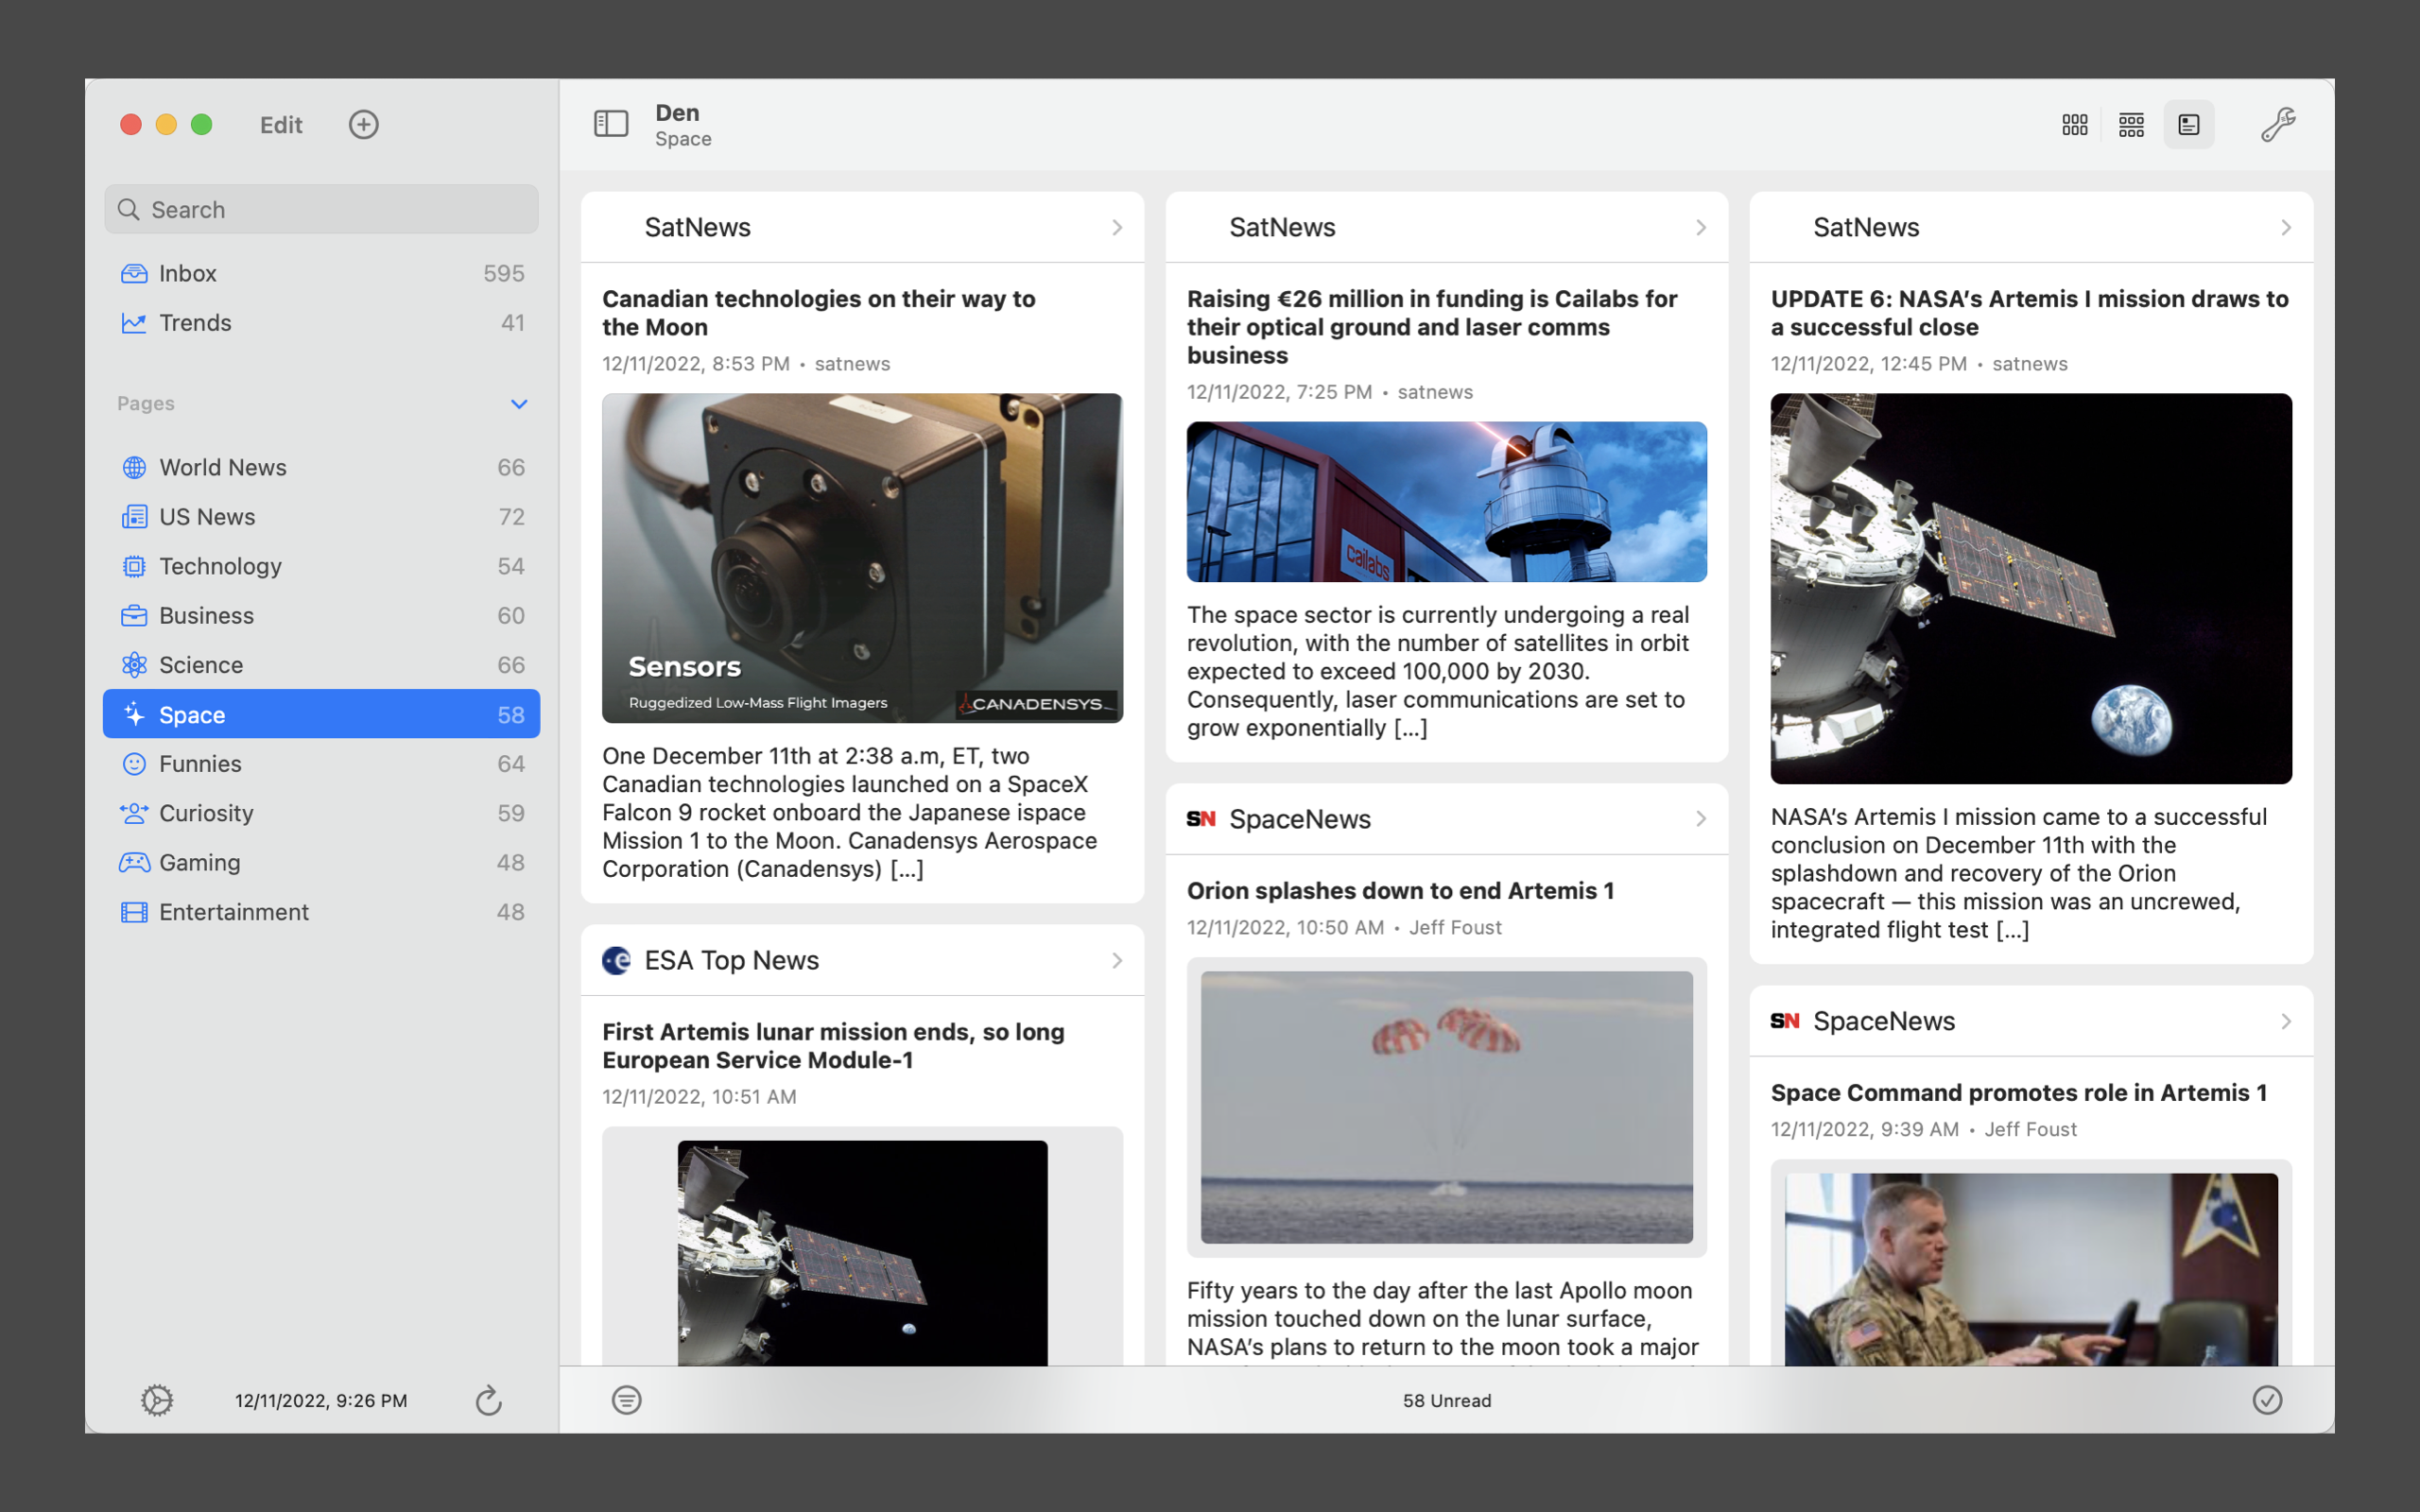 Edit
Search
Inbox 595
Trends 41
Pages
World News 66
US News 72
Technology 54
Business 60
Science 66
Space 58
Funnies 64
Curiosity 59
Gaming 48
Entertainment 48
12/11/2022, 9:26 PM
Den
Space
SatNews
Canadian technologies on their way to
the Moon
12/11/2022, 8:53 PM • satnews
Sensors
Ruggedized Low-Mass Flight Imagers
CANADENSYS
One December 11th at 2:38 a.m, ET, two
Canadian technologies launched on a SpaceX
Falcon 9 rocket onboard the Japanese ispace
Mission 1 to the Moon. Canadensys Aerospace
Corporation (Canadensys) [...]
ESA Top News
First Artemis lunar mission ends, so long
European Service Module-1
12/11/2022, 10:51 AM
SatNews
Raising €26 million in funding is Cailabs for
their optical ground and laser comms
business
12/11/2022, 7:25 PM • satnews
cailabs
The space sector is currently undergoing a real
revolution, with the number of satellites in orbit
expected to exceed 100,000 by 2030.
Consequently, laser communications are set to
grow exponentially [...]
SN SpaceNews
Orion splashes down to end Artemis 1
12/11/2022, 10:50 AM • Jeff Foust
Fifty years to the day after the last Apollo moon
mission touched down on the lunar surface,
NASA's plans to return to the moon took a major
SatNews
UPDATE 6: NASA's Artemis I mission draws to
a successful close
12/11/2022, 12:45 PM • satnews
NASA's Artemis I mission came to a successful
conclusion on December 11th with the
splashdown and recovery of the Orion
spacecraft — this mission was an uncrewed,
integrated flight test [...]
SN SpaceNews
Space Command promotes role in Artemis 1
12/11/2022, 9:39 AM • Jeff Foust
58 Unread